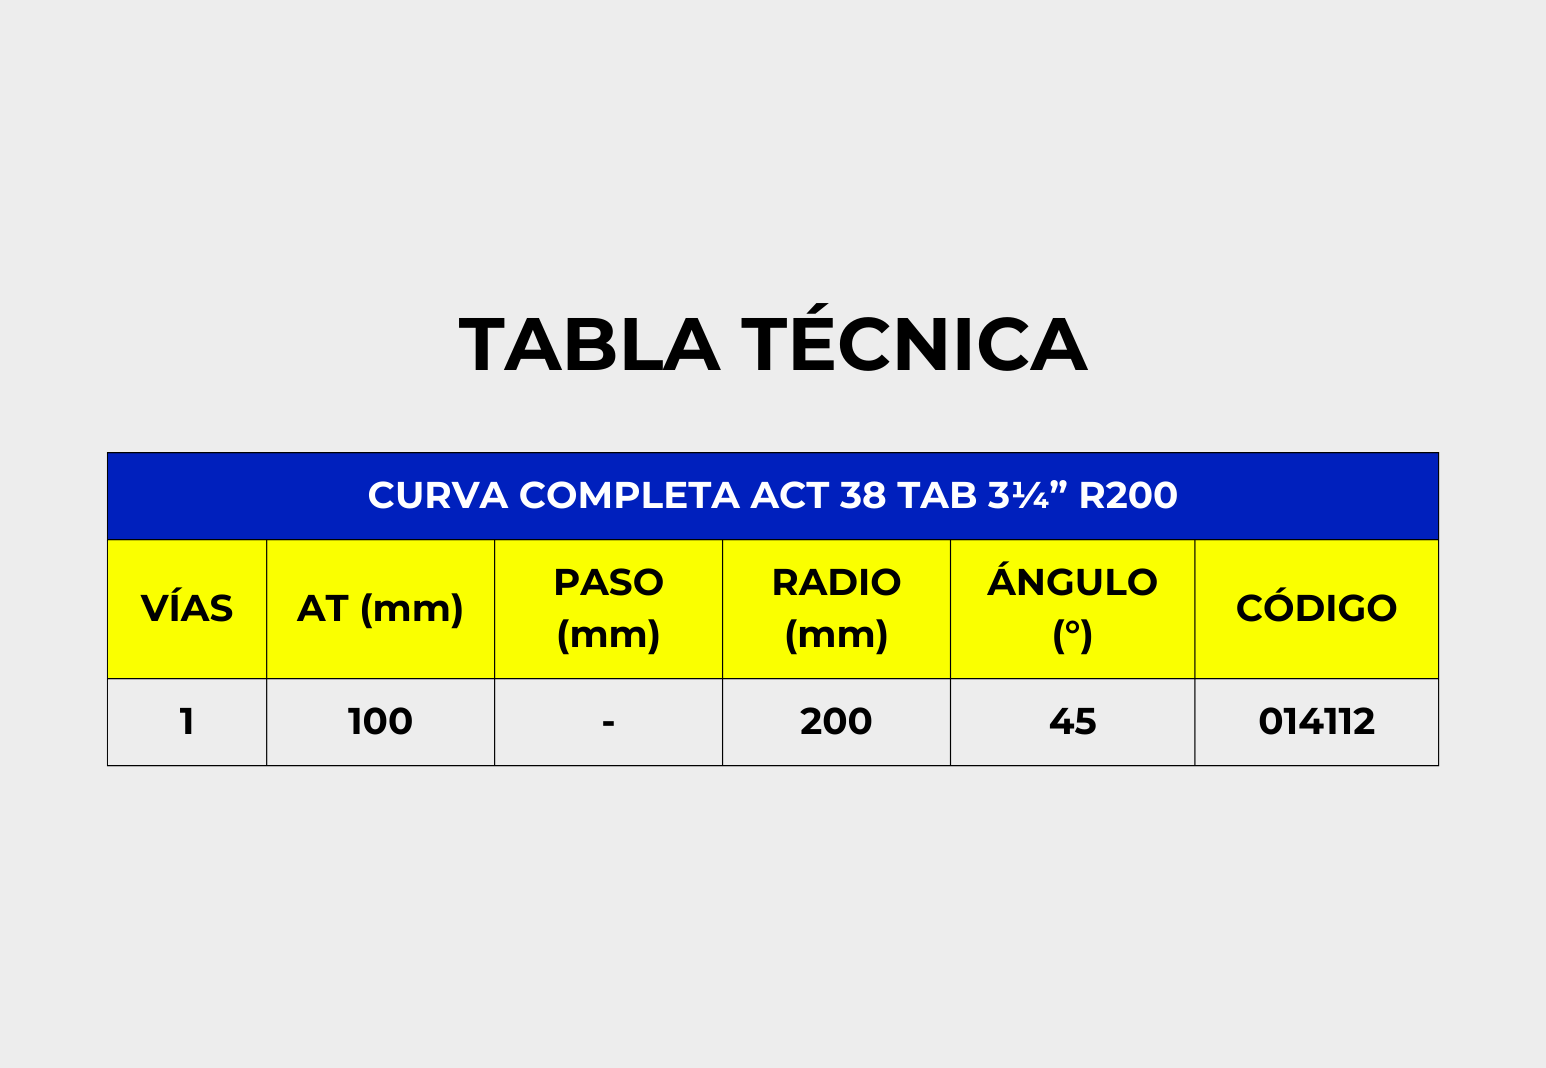 TABLA TÉCNICA
CURVA COMPLETA ACT 38 TAB 3¼” R200
VÍAS
AT (mm)
PASO
(mm)
RADIO
(mm)
ÁNGULO
(º)
CÓDIGO
1
100
-
200
45
014112